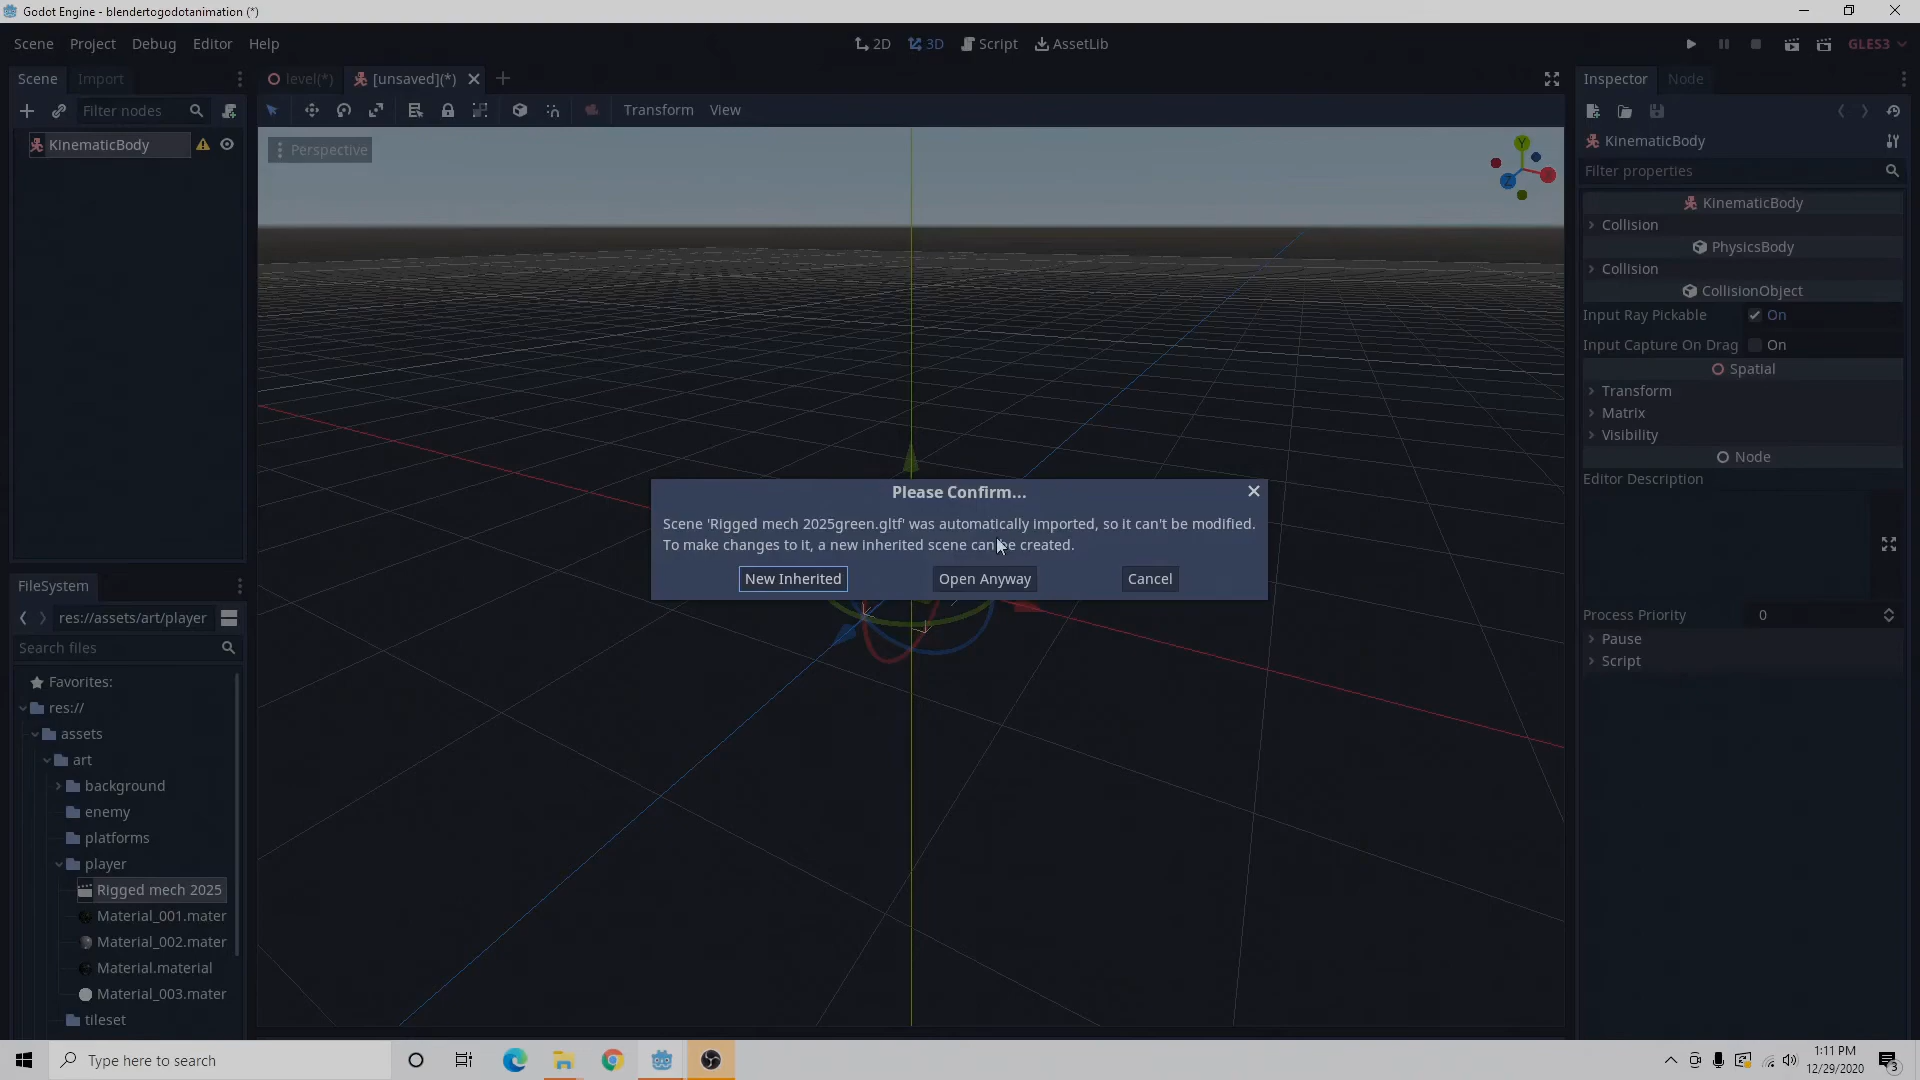 Godot Engine - blendertogodotanimation (*)
Scene Project Debug Editor Help
2D 3D Script AssetLib
GLES3
Scene Import
level(*) [unsaved](*)
Inspector Node
Filter nodes
Transform View
KinematicBody
Perspective
Y
Z
X
KinematicBody
Filter properties
KinematicBody
Collision
PhysicsBody
Collision
CollisionObject
Input Ray Pickable On
Input Capture On Drag On
Spatial
Transform
Matrix
Visibility
Node
Editor Description
Process Priority 0
Pause
Script
Please Confirm...
Scene 'Rigged mech 2025green.gltf' was automatically imported, so it can't be modified.
To make changes to it, a new inherited scene can be created.
New Inherited Open Anyway Cancel
FileSystem
res://assets/art/player
Search files
Favorites:
res://
assets
art
background
enemy
platforms
player
Rigged mech 2025
Material_001.mater
Material_002.mater
Material.material
Material_003.mater
tileset
Type here to search
1:11 PM
12/29/2020
3